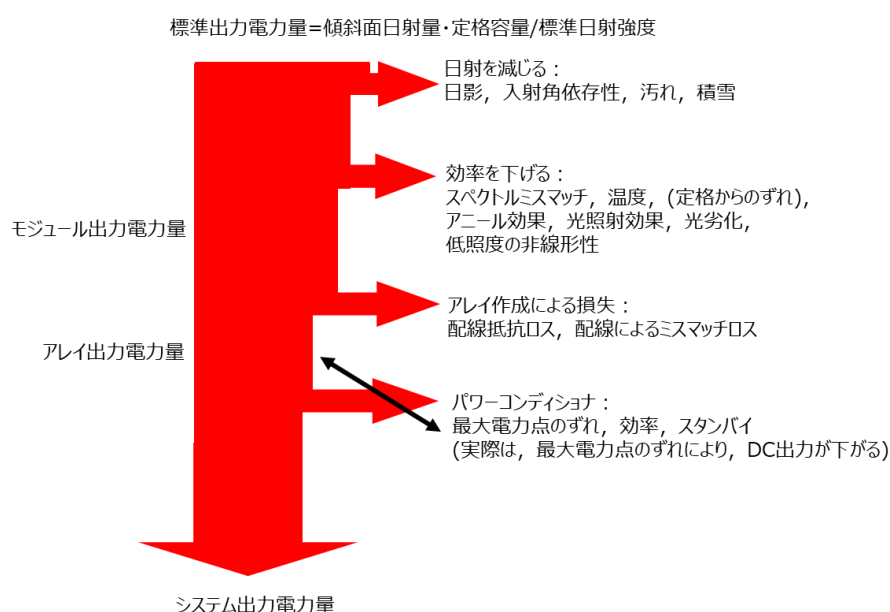 標準出力電力量=傾斜面日射量・定格容量/標準日射強度
日射を減じる：
日影，入射角依存性，汚れ，積雪
効率を下げる：
スペクトルミスマッチ，温度，(定格からのずれ)，
アニール効果，光照射効果，光劣化，
低照度の非線形性
モジュール出力電力量
アレイ作成による損失：
配線抵抗ロス，配線によるミスマッチロス
アレイ出力電力量
パワーコンディショナ：
最大電力点のずれ，効率，スタンバイ
(実際は，最大電力点のずれにより，DC出力が下がる)
システム出力電力量